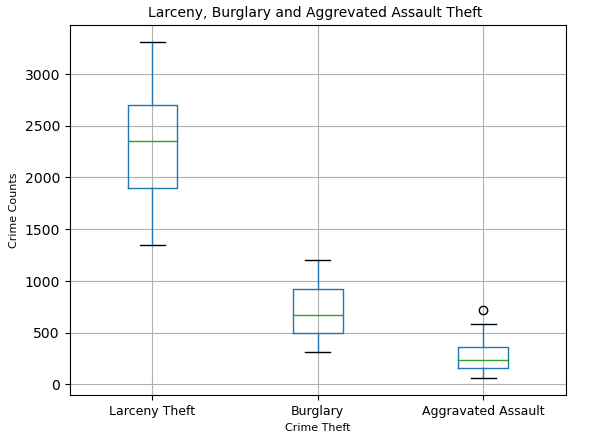 Larceny, Burglary and Aggrevated Assault Theft
Crime Counts
3000
2500
2000
1500
1000
500
0
Larceny Theft
Burglary
Aggravated Assault
Crime Theft